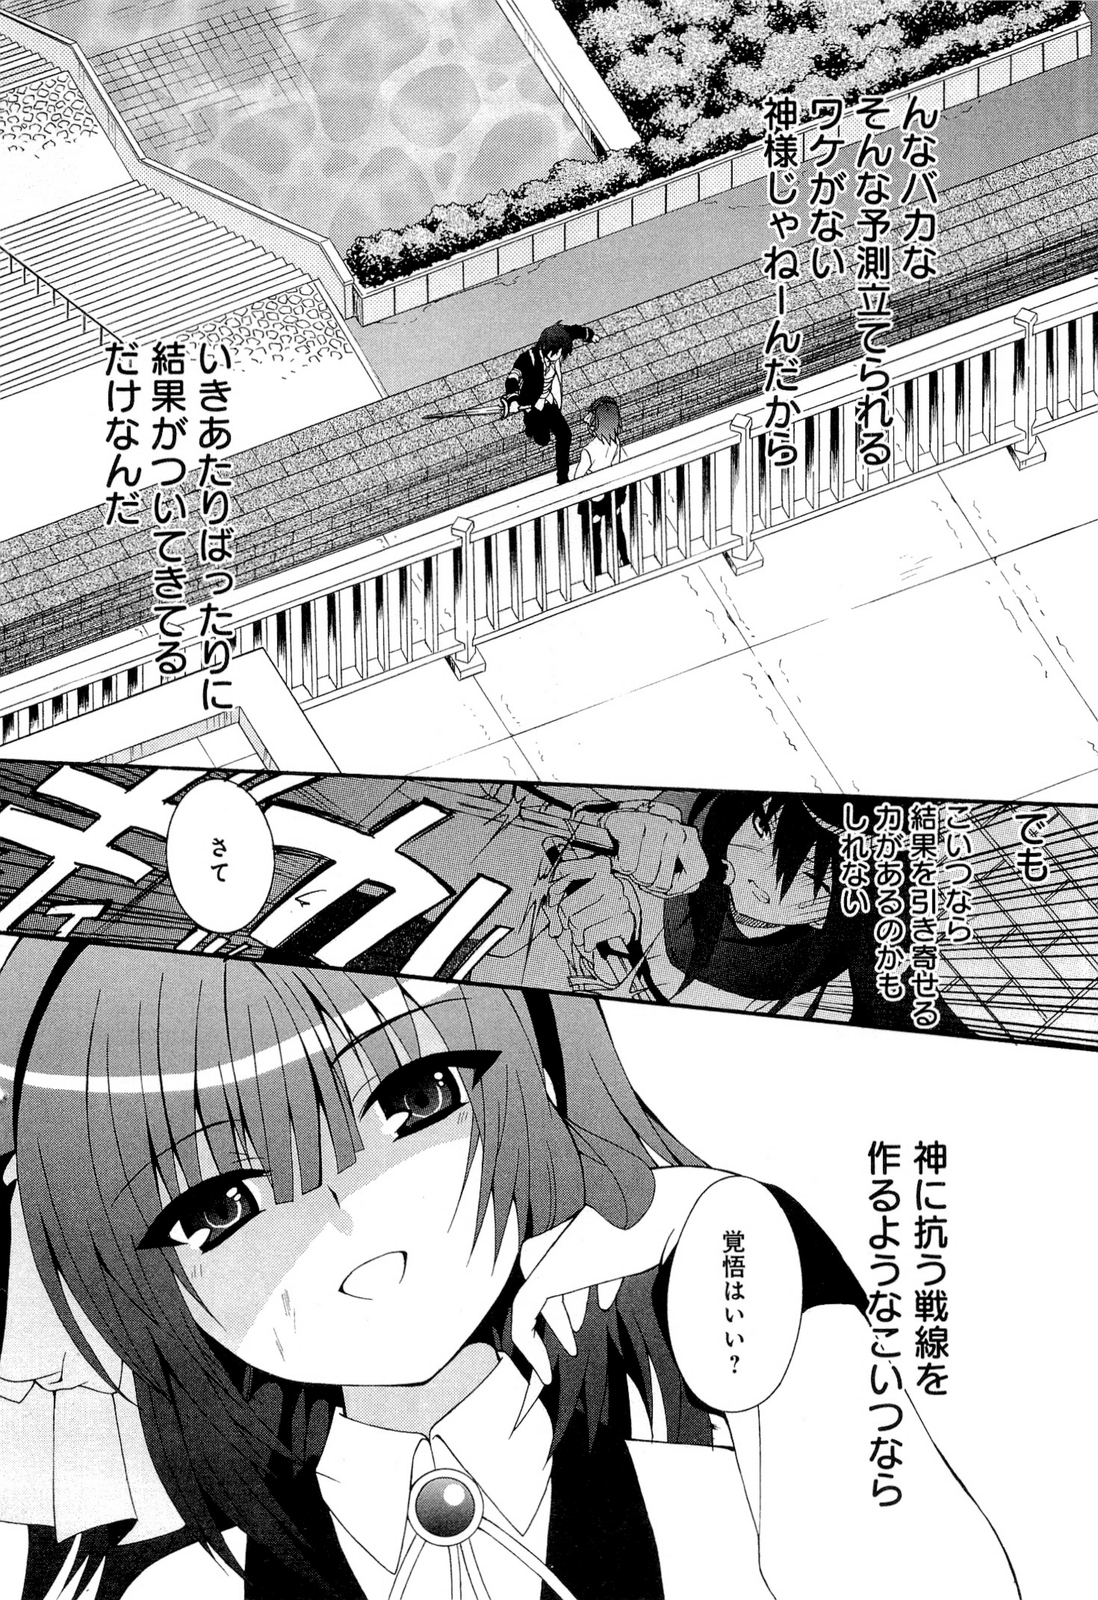 んなバカな
そんな予測立てられる
ワケがない
神様じゃねーんだから
いきあたりばったりに
結果がついてきてる
だけなんだ
でも
こいつなら
結果を引き寄せる
力があるのかも
しれない
ギギギ
さて
神に抗う戦線を
作るようなこいつなら
覚悟はいい?